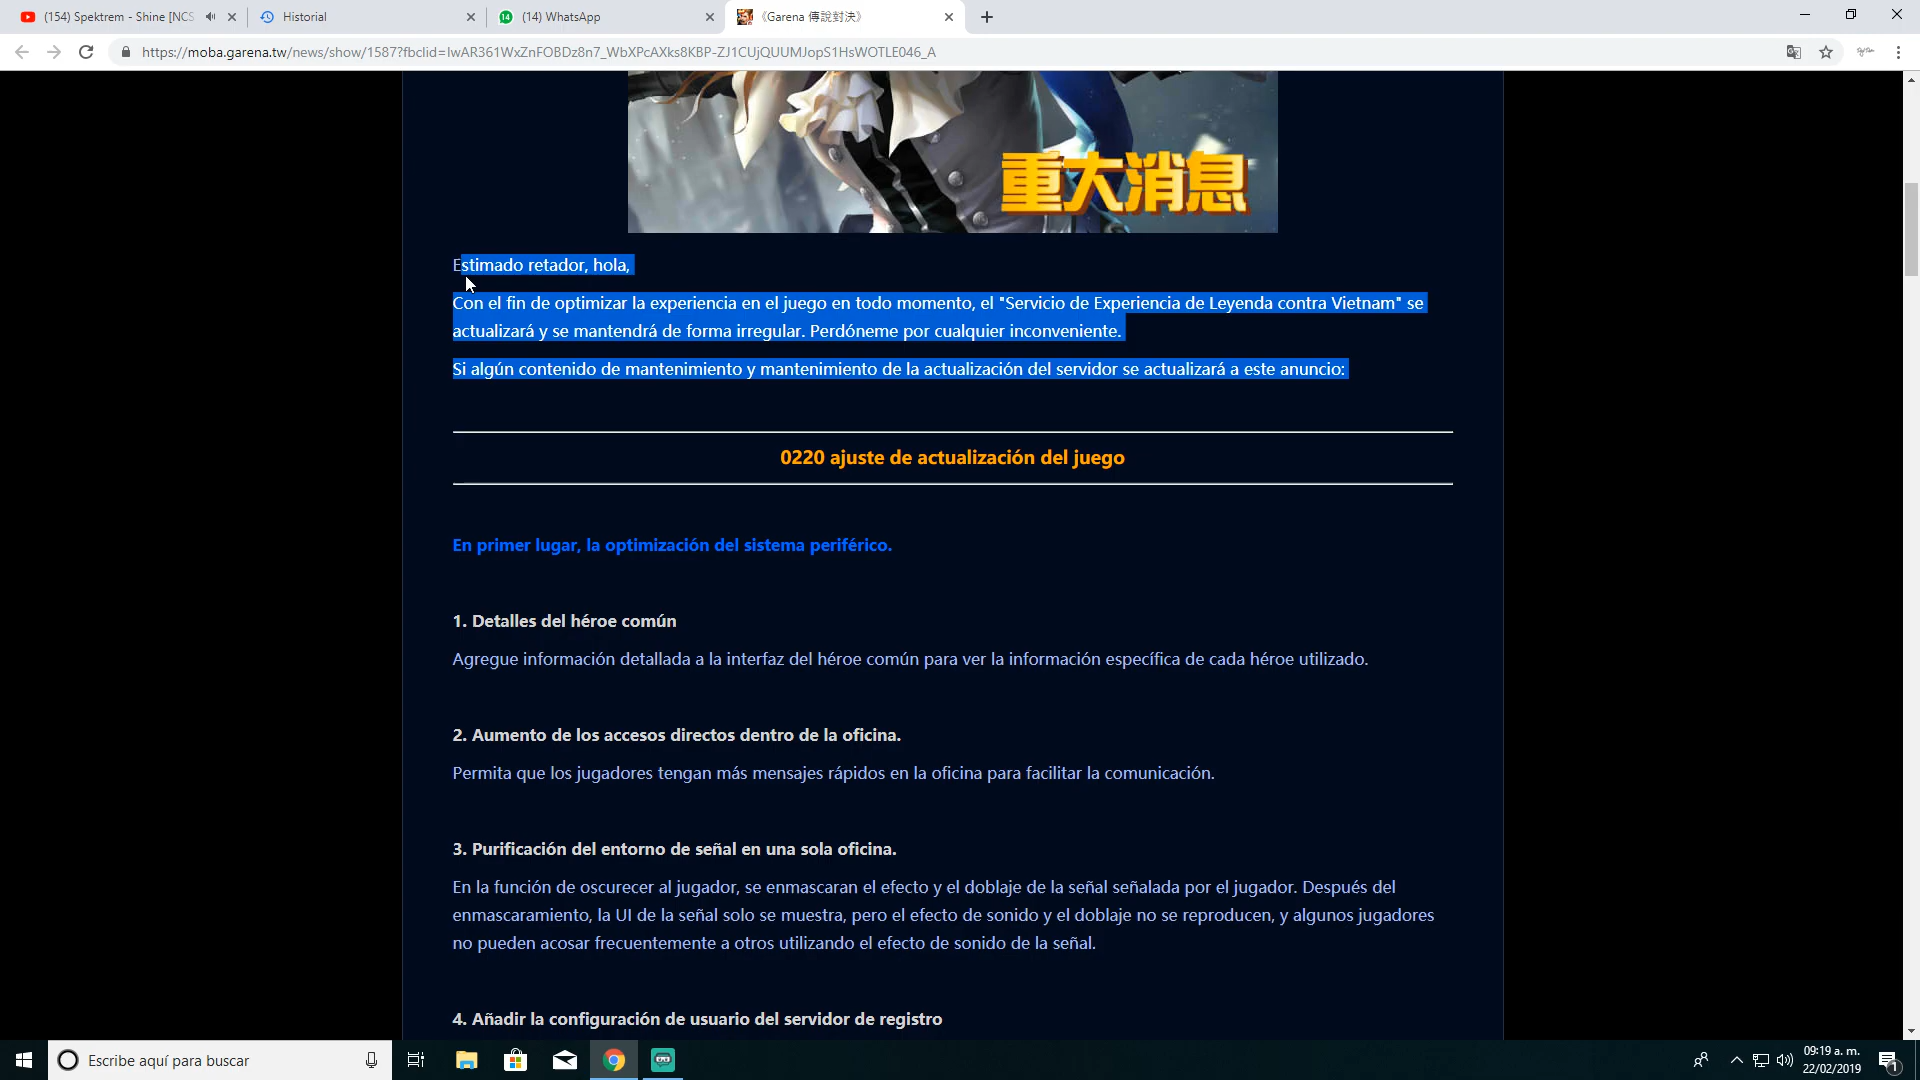 (154) Spektrem - Shine [NCS
Historial
14
(14) WhatsApp
《Garena 傳說對決》
https://moba.garena.tw/news/show/1587?fbclid=IwAR361WxZnFOBDz8n7_WbXPcAXks8KBP-ZJ1CUjQUUMJopS1HsWOTLE046_A
重大消息
Estimado retador, hola,
Con el fin de optimizar la experiencia en el juego en todo momento, el "Servicio de Experiencia de Leyenda contra Vietnam" se
actualizará y se mantendrá de forma irregular. Perdóneme por cualquier inconveniente.
Si algún contenido de mantenimiento y mantenimiento de la actualización del servidor se actualizará a este anuncio:
0220 ajuste de actualización del juego
En primer lugar, la optimización del sistema periférico.
1. Detalles del héroe común
Agregue información detallada a la interfaz del héroe común para ver la información específica de cada héroe utilizado.
2. Aumento de los accesos directos dentro de la oficina.
Permita que los jugadores tengan más mensajes rápidos en la oficina para facilitar la comunicación.
3. Purificación del entorno de señal en una sola oficina.
En la función de oscurecer al jugador, se enmascaran el efecto y el doblaje de la señal señalada por el jugador. Después del
enmascaramiento, la UI de la señal solo se muestra, pero el efecto de sonido y el doblaje no se reproducen, y algunos jugadores
no pueden acosar frecuentemente a otros utilizando el efecto de sonido de la señal.
4. Añadir la configuración de usuario del servidor de registro
Escribe aquí para buscar
09:19 a. m.
22/02/2019
1